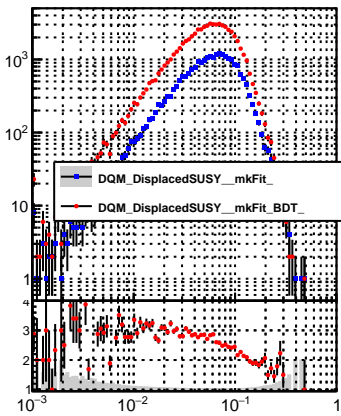 10³
10²
10
1
DQM_DisplacedSUSY__mkFit_
DQM_DisplacedSUSY__mkFit_BDT_
4
3
2
1
10⁻³ 10⁻² 10⁻¹ 1